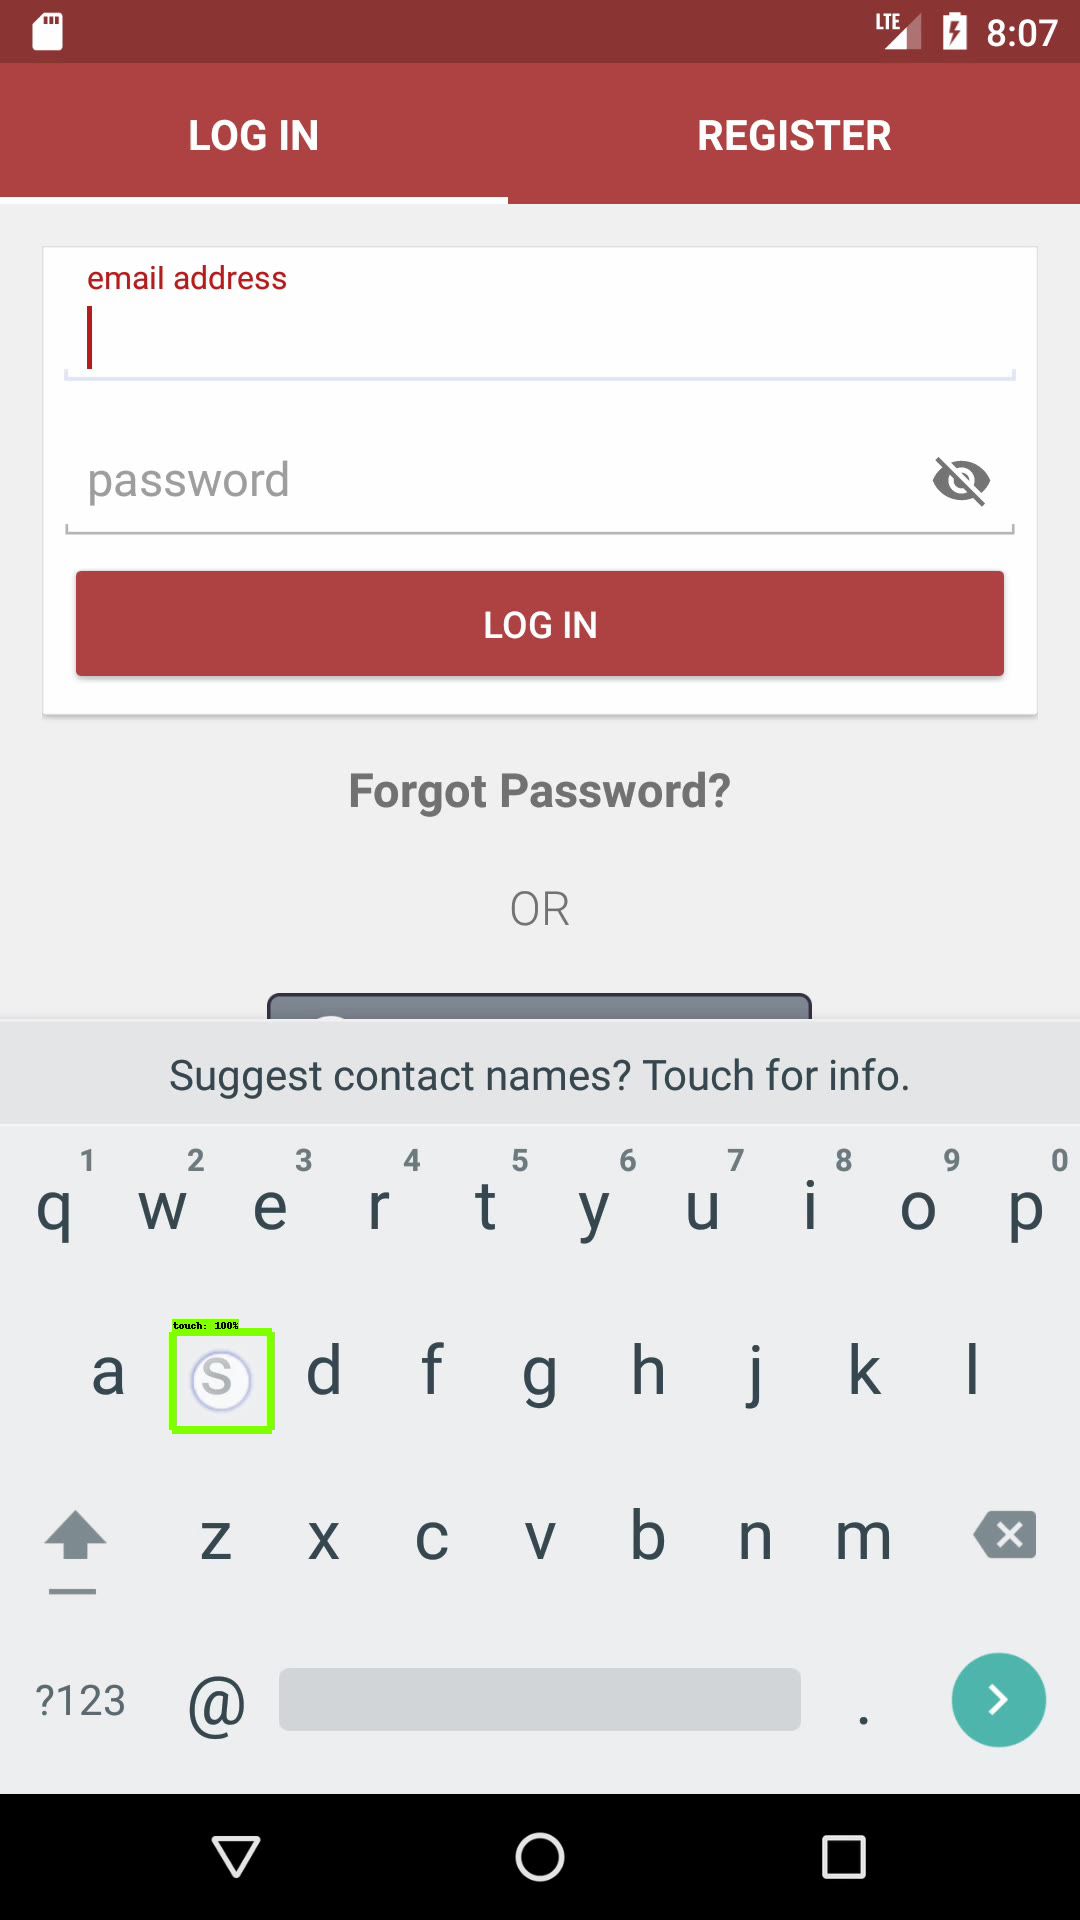 LTE 8:07
LOG IN REGISTER
email address
password
LOG IN
Forgot Password?
OR
Suggest contact names? Touch for info.
1 2 3 4 5 6 7 8 9 0
q w e r t y u i o p
touch: 100%
a s d f g h j k l
z x c v b n m
?123 @ .